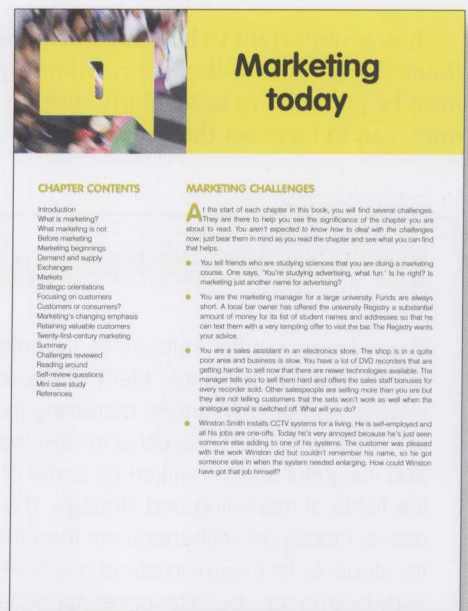 1
Marketing
today
CHAPTER CONTENTS
Introduction
What is marketing?
What marketing is not
Before marketing
Marketing beginnings
Demand and supply
Exchanges
Markets
Strategic orientations
Focusing on customers
Customers or consumers?
Marketing's changing emphasis
Retaining valuable customers
Twenty-first-century marketing
Summary
Challenges reviewed
Reading around
Self-review questions
Mini case study
References
MARKETING CHALLENGES
At the start of each chapter in this book, you will find several challenges.
They are there to help you see the significance of the chapter you are
about to read. You aren't expected to know how to deal with the challenges
now; just bear them in mind as you read the chapter and see what you can find
that helps.
● You tell friends who are studying sciences that you are doing a marketing
course. One says, 'You're studying advertising, what fun.' Is he right? Is
marketing just another name for advertising?
● You are the marketing manager for a large university. Funds are always
short. A local bar owner has offered the university Registry a substantial
amount of money for its list of student names and addresses so that he
can text them with a very tempting offer to visit the bar. The Registry wants
your advice.
● You are a sales assistant in an electronics store. The shop is in a quite
poor area and business is slow. You have a lot of DVD recorders that are
getting harder to sell now that there are newer technologies available. The
manager tells you to sell them hard and offers the sales staff bonuses for
every recorder sold. Other salespeople are selling more than you are but
they are not telling customers that the sets won't work as well when the
analogue signal is switched off. What will you do?
● Winston Smith installs CCTV systems for a living. He is self-employed and
all his jobs are one-offs. Today he's very annoyed because he's just seen
someone else adding to one of his systems. The customer was pleased
with the work Winston did but couldn't remember his name, so he got
someone else in when the system needed enlarging. How could Winston
have got that job himself?